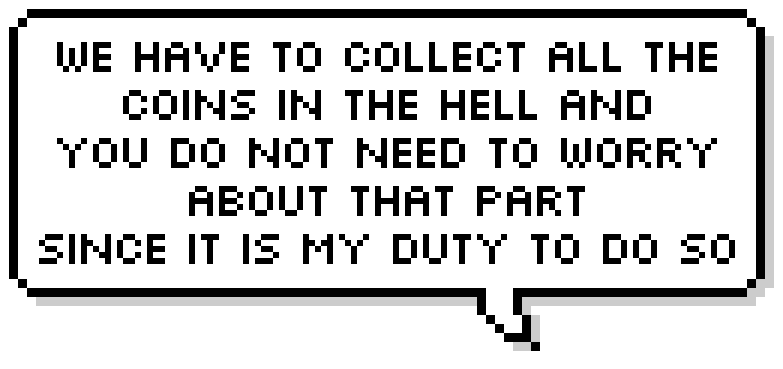 WE HAVE TO COLLECT ALL THE
COINS IN THE HELL AND
YOU DO NOT NEED TO WORRY
ABOUT THAT PART
SINCE IT IS MY DUTY TO DO SO